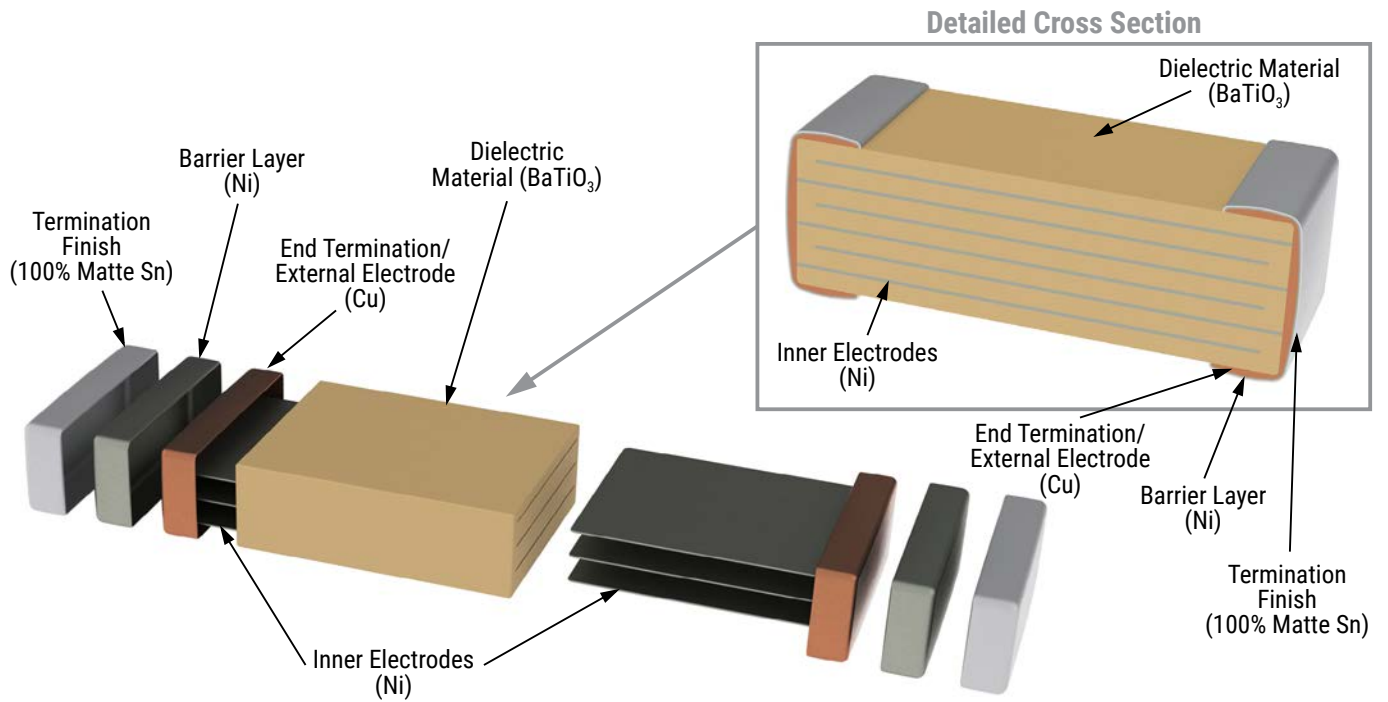 Detailed Cross Section
Dielectric Material
(BaTiO₃)
Inner Electrodes
(Ni)
End Termination/
External Electrode
(Cu)
Barrier Layer
(Ni)
Termination
Finish
(100% Matte Sn)
Termination
Finish
(100% Matte Sn)
Barrier Layer
(Ni)
End Termination/
External Electrode
(Cu)
Dielectric
Material (BaTiO₃)
Inner Electrodes
(Ni)